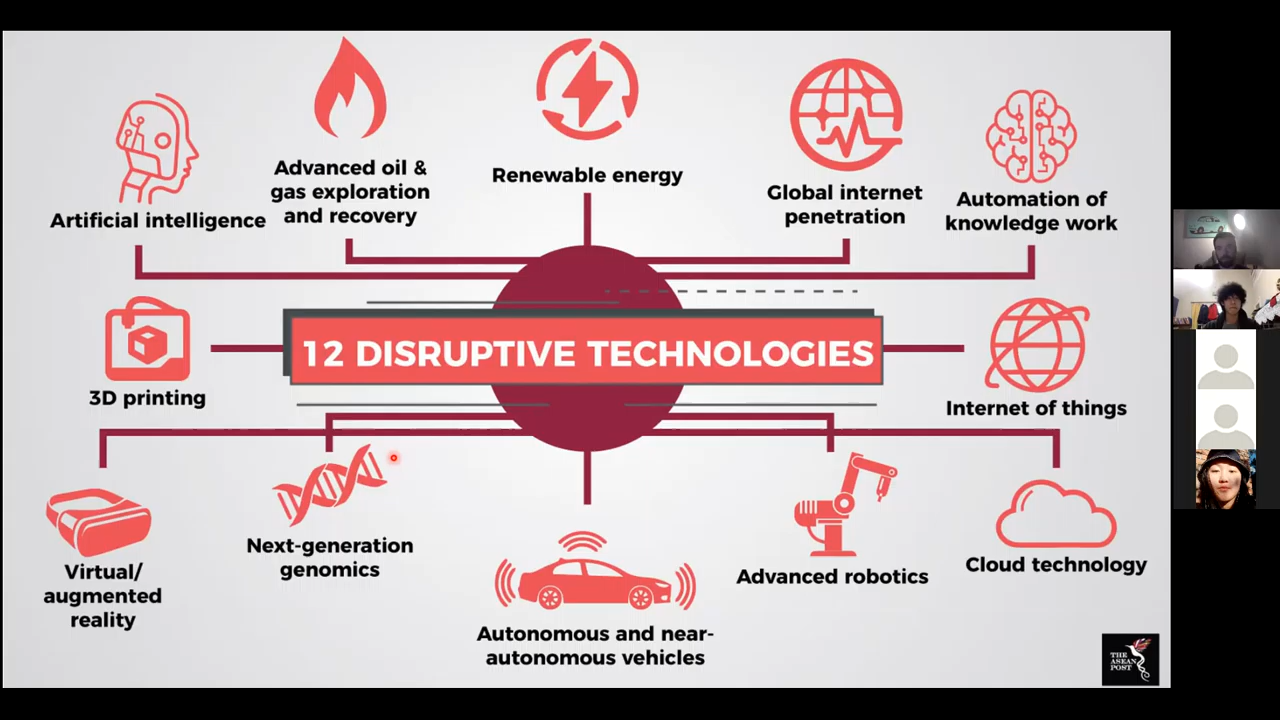 Artificial intelligence
Advanced oil &
gas exploration
and recovery
Renewable energy
Global internet
penetration
Automation of
knowledge work
3D printing
12 DISRUPTIVE TECHNOLOGIES
Internet of things
Virtual/
augmented
reality
Next-generation
genomics
Autonomous and near-
autonomous vehicles
Advanced robotics
Cloud technology
THE
ASEAN
POST